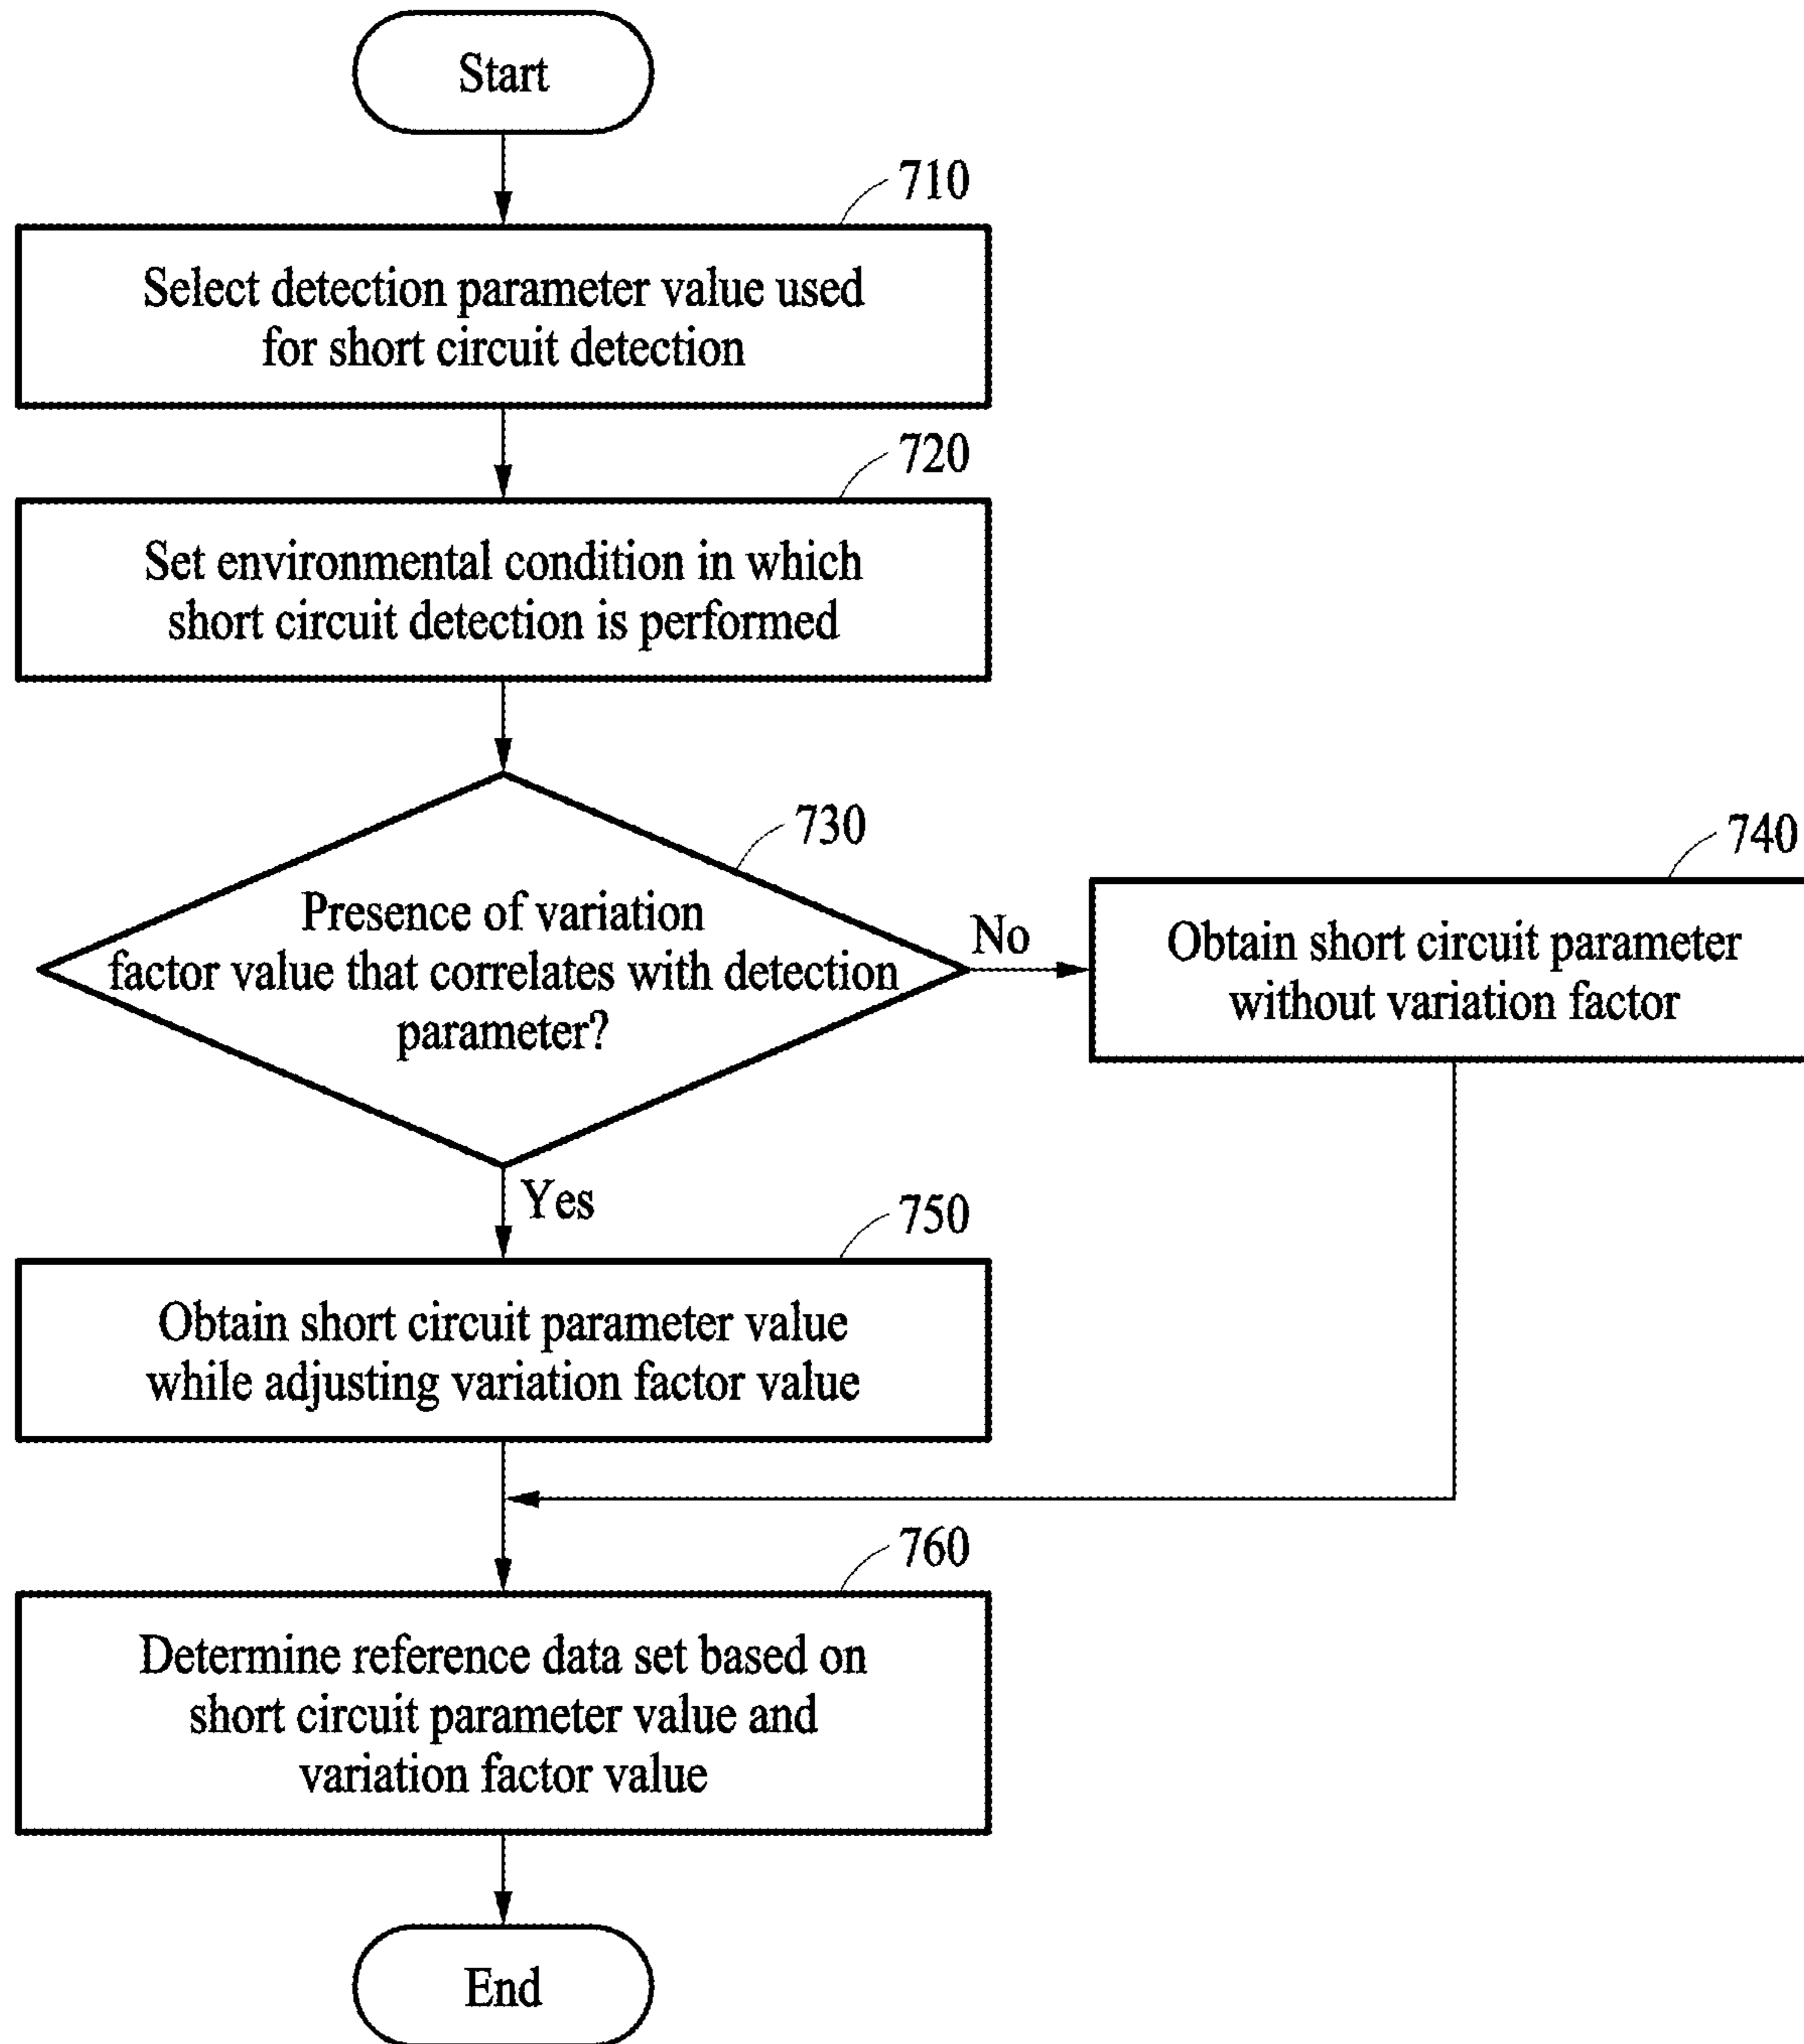 Start
710
Select detection parameter value used
for short circuit detection
720
Set environmental condition in which
short circuit detection is performed
730
Presence of variation
factor value that correlates with detection
parameter?
No
740
Obtain short circuit parameter
without variation factor
Yes
750
Obtain short circuit parameter value
while adjusting variation factor value
760
Determine reference data set based on
short circuit parameter value and
variation factor value
End